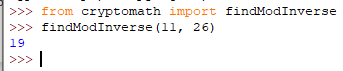 >>> from cryptomath import findModInverse
>>> findModInverse(11, 26)
19
>>>